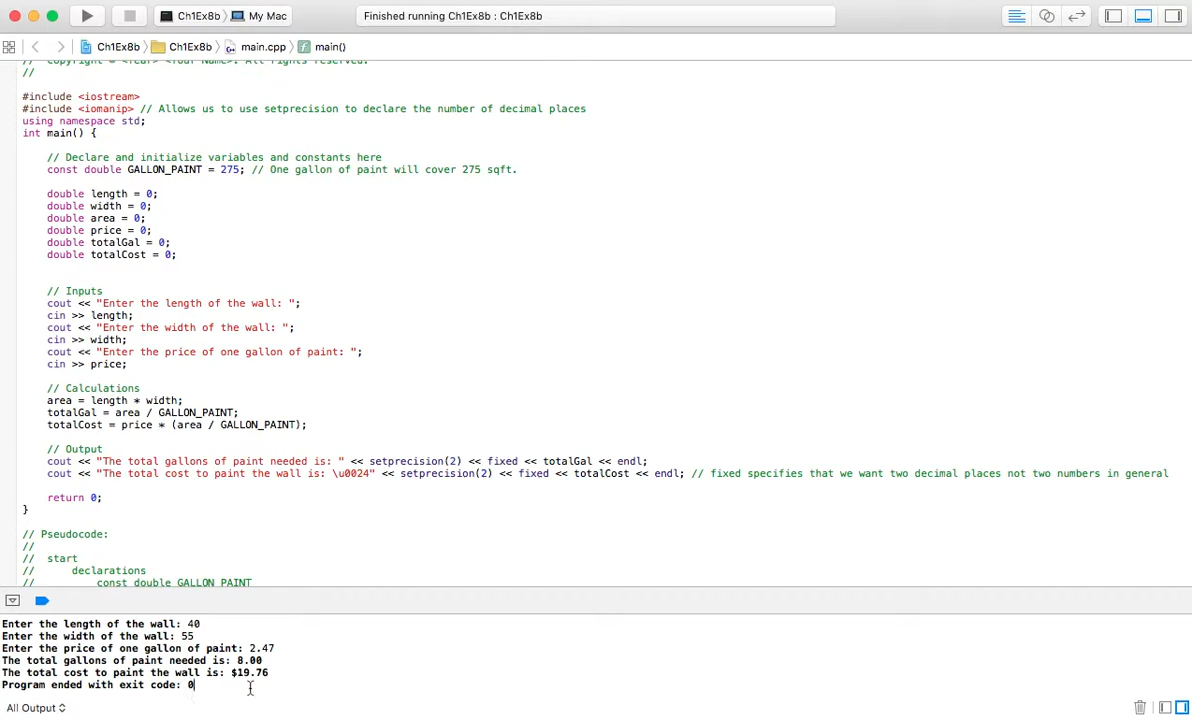 Ch1Ex8b My Mac
Finished running Ch1Ex8b : Ch1Ex8b
Ch1Ex8b Ch1Ex8b main.cpp main()
// Copyright © <Year> <Your Name>. All rights reserved.
//
#include <iostream>
#include <iomanip> // Allows us to use setprecision to declare the number of decimal places
using namespace std;
int main() {
// Declare and initialize variables and constants here
const double GALLON_PAINT = 275; // One gallon of paint will cover 275 sqft.
double length = 0;
double width = 0;
double area = 0;
double price = 0;
double totalGal = 0;
double totalCost = 0;
// Inputs
cout << "Enter the length of the wall: ";
cin >> length;
cout << "Enter the width of the wall: ";
cin >> width;
cout << "Enter the price of one gallon of paint: ";
cin >> price;
// Calculations
area = length * width;
totalGal = area / GALLON_PAINT;
totalCost = price * (area / GALLON_PAINT);
// Output
cout << "The total gallons of paint needed is: " << setprecision(2) << fixed << totalGal << endl;
cout << "The total cost to paint the wall is: \u0024" << setprecision(2) << fixed << totalCost << endl; // fixed specifies that we want two decimal places not two numbers in general
return 0;
}
// Pseudocode:
//
// start
// declarations
// const double GALLON_PAINT
Enter the length of the wall: 40
Enter the width of the wall: 55
Enter the price of one gallon of paint: 2.47
The total gallons of paint needed is: 8.00
The total cost to paint the wall is: $19.76
Program ended with exit code: 0
All Output